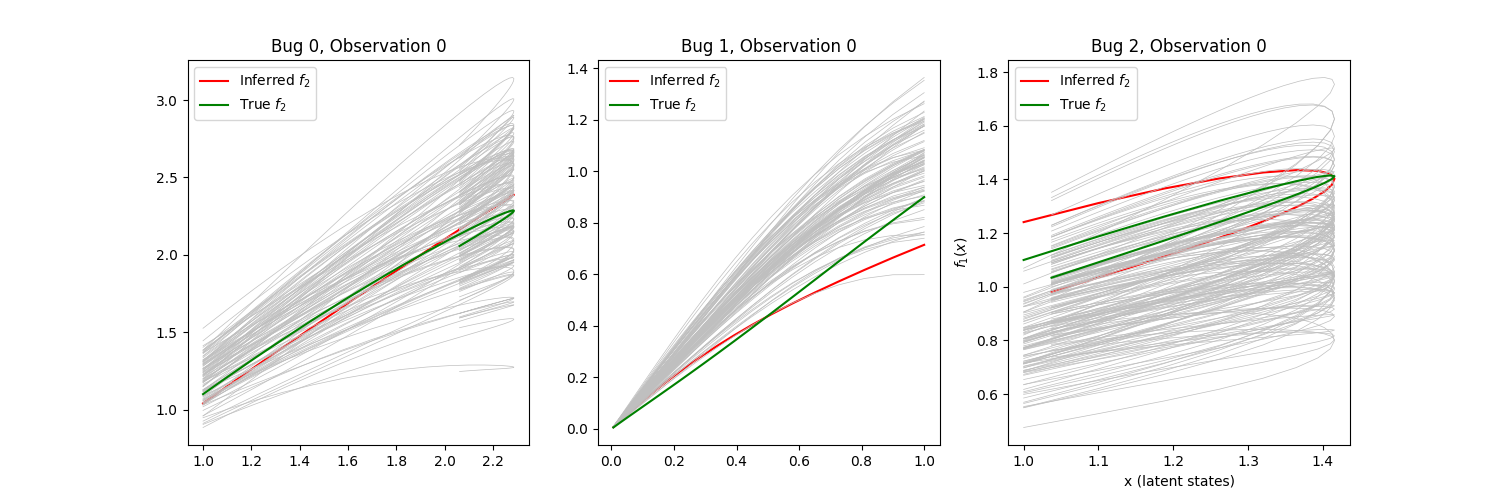 Bug 0, Observation 0
Inferred f₂
True f₂
3.0
2.5
2.0
1.5
1.0
1.0 1.2 1.4 1.6 1.8 2.0 2.2
Bug 1, Observation 0
Inferred f₂
True f₂
1.4
1.2
1.0
0.8
0.6
0.4
0.2
0.0
0.0 0.2 0.4 0.6 0.8 1.0
Bug 2, Observation 0
Inferred f₂
True f₂
1.8
1.6
1.4
1.2
1.0
0.8
0.6
f₁(x)
1.0 1.1 1.2 1.3 1.4
x (latent states)